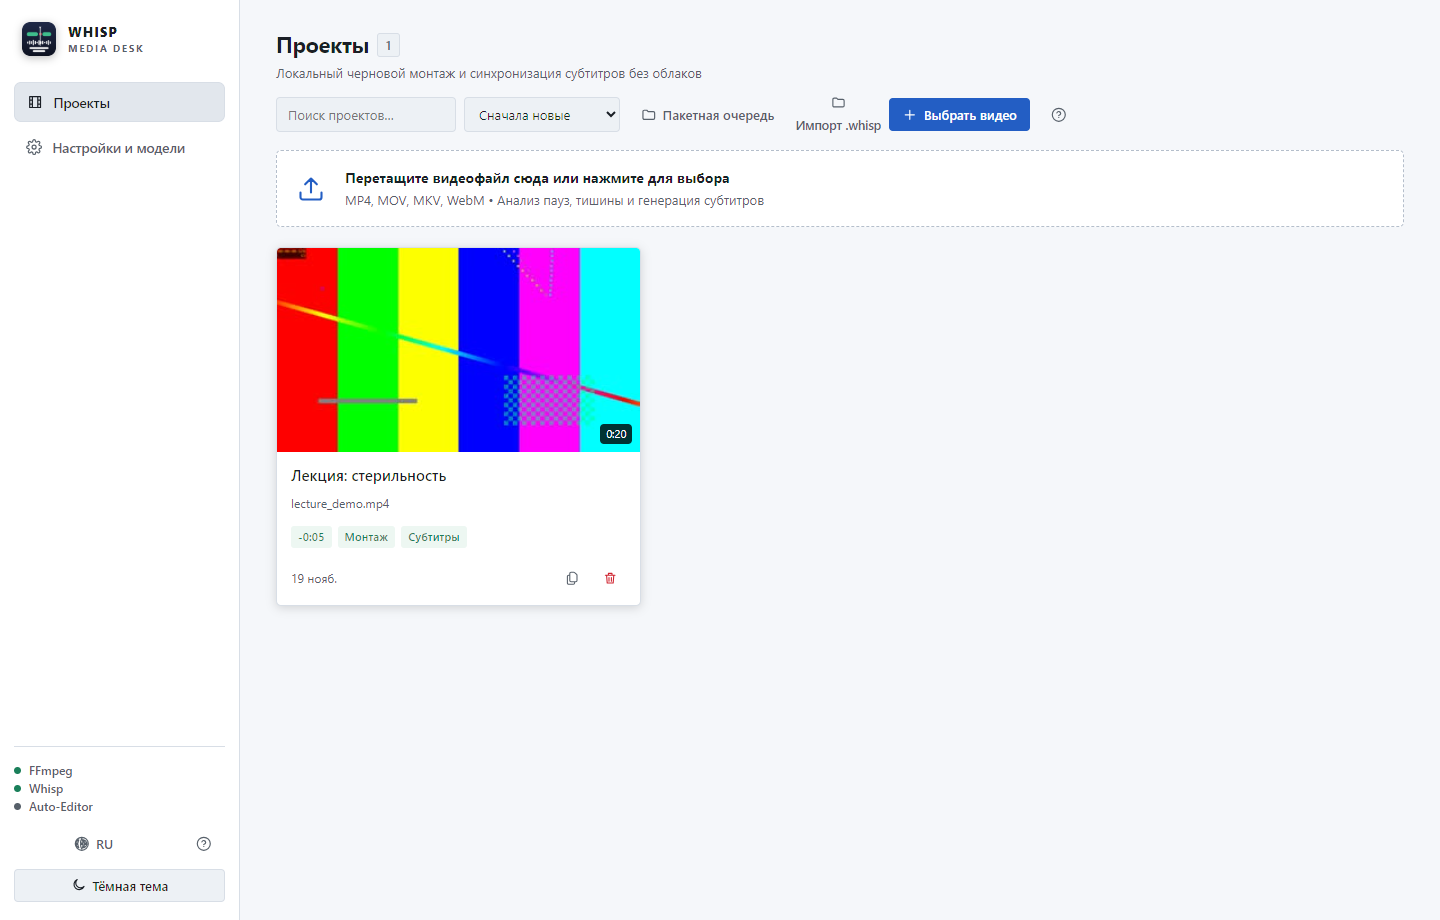 WHISP
MEDIA DESK
Проекты
Настройки и модели
FFmpeg
Whisp
Auto-Editor
RU
Тёмная тема
Проекты 1
Локальный черновой монтаж и синхронизация субтитров без облаков
Поиск проектов...
Сначала новые
Пакетная очередь
Импорт .whisp
Выбрать видео
Перетащите видеофайл сюда или нажмите для выбора
MP4, MOV, MKV, WebM • Анализ пауз, тишины и генерация субтитров
0:20
Лекция: стерильность
lecture_demo.mp4
-0:05 Монтаж Субтитры
19 нояб.